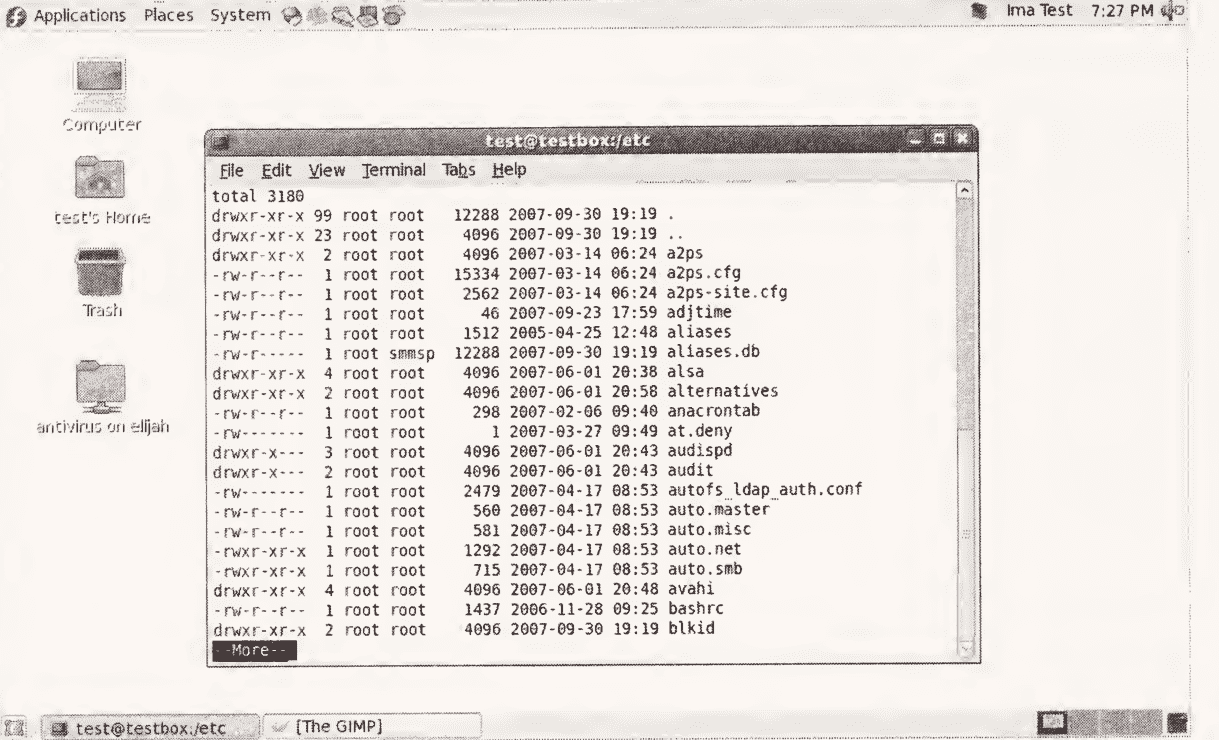 Applications Places System Ima Test 7:27 PM
Computer
test's Home
Trash
antivirus on elijah
test@testbox:/etc
File Edit View Terminal Tabs Help
total 3180
drwxr-xr-x 99 root root 12288 2007-09-30 19:19 .
drwxr-xr-x 23 root root 4096 2007-09-30 19:19 ..
drwxr-xr-x 2 root root 4096 2007-03-14 06:24 a2ps
-rw-r--r-- 1 root root 15334 2007-03-14 06:24 a2ps.cfg
-rw-r--r-- 1 root root 2562 2007-03-14 06:24 a2ps-site.cfg
-rw-r--r-- 1 root root 46 2007-09-23 17:59 adjtime
-rw-r--r-- 1 root root 1512 2005-04-25 12:48 aliases
-rw-r----- 1 root smmsp 12288 2007-09-30 19:19 aliases.db
drwxr-xr-x 4 root root 4096 2007-06-01 20:38 alsa
drwxr-xr-x 2 root root 4096 2007-06-01 20:58 alternatives
-rw-r--r-- 1 root root 298 2007-02-06 09:40 anacrontab
-rw------- 1 root root 1 2007-03-27 09:49 at.deny
drwxr-x--- 3 root root 4096 2007-06-01 20:43 audispd
drwxr-x--- 2 root root 4096 2007-06-01 20:43 audit
-rw------- 1 root root 2479 2007-04-17 08:53 autofs_ldap_auth.conf
-rw-r--r-- 1 root root 560 2007-04-17 08:53 auto.master
-rw-r--r-- 1 root root 581 2007-04-17 08:53 auto.misc
-rwxr-xr-x 1 root root 1292 2007-04-17 08:53 auto.net
-rwxr-xr-x 1 root root 715 2007-04-17 08:53 auto.smb
drwxr-xr-x 4 root root 4096 2007-06-01 20:48 avahi
-rw-r--r-- 1 root root 1437 2006-11-28 09:25 bashrc
drwxr-xr-x 2 root root 4096 2007-09-30 19:19 blkid
--More--
test@testbox:/etc [The GIMP]